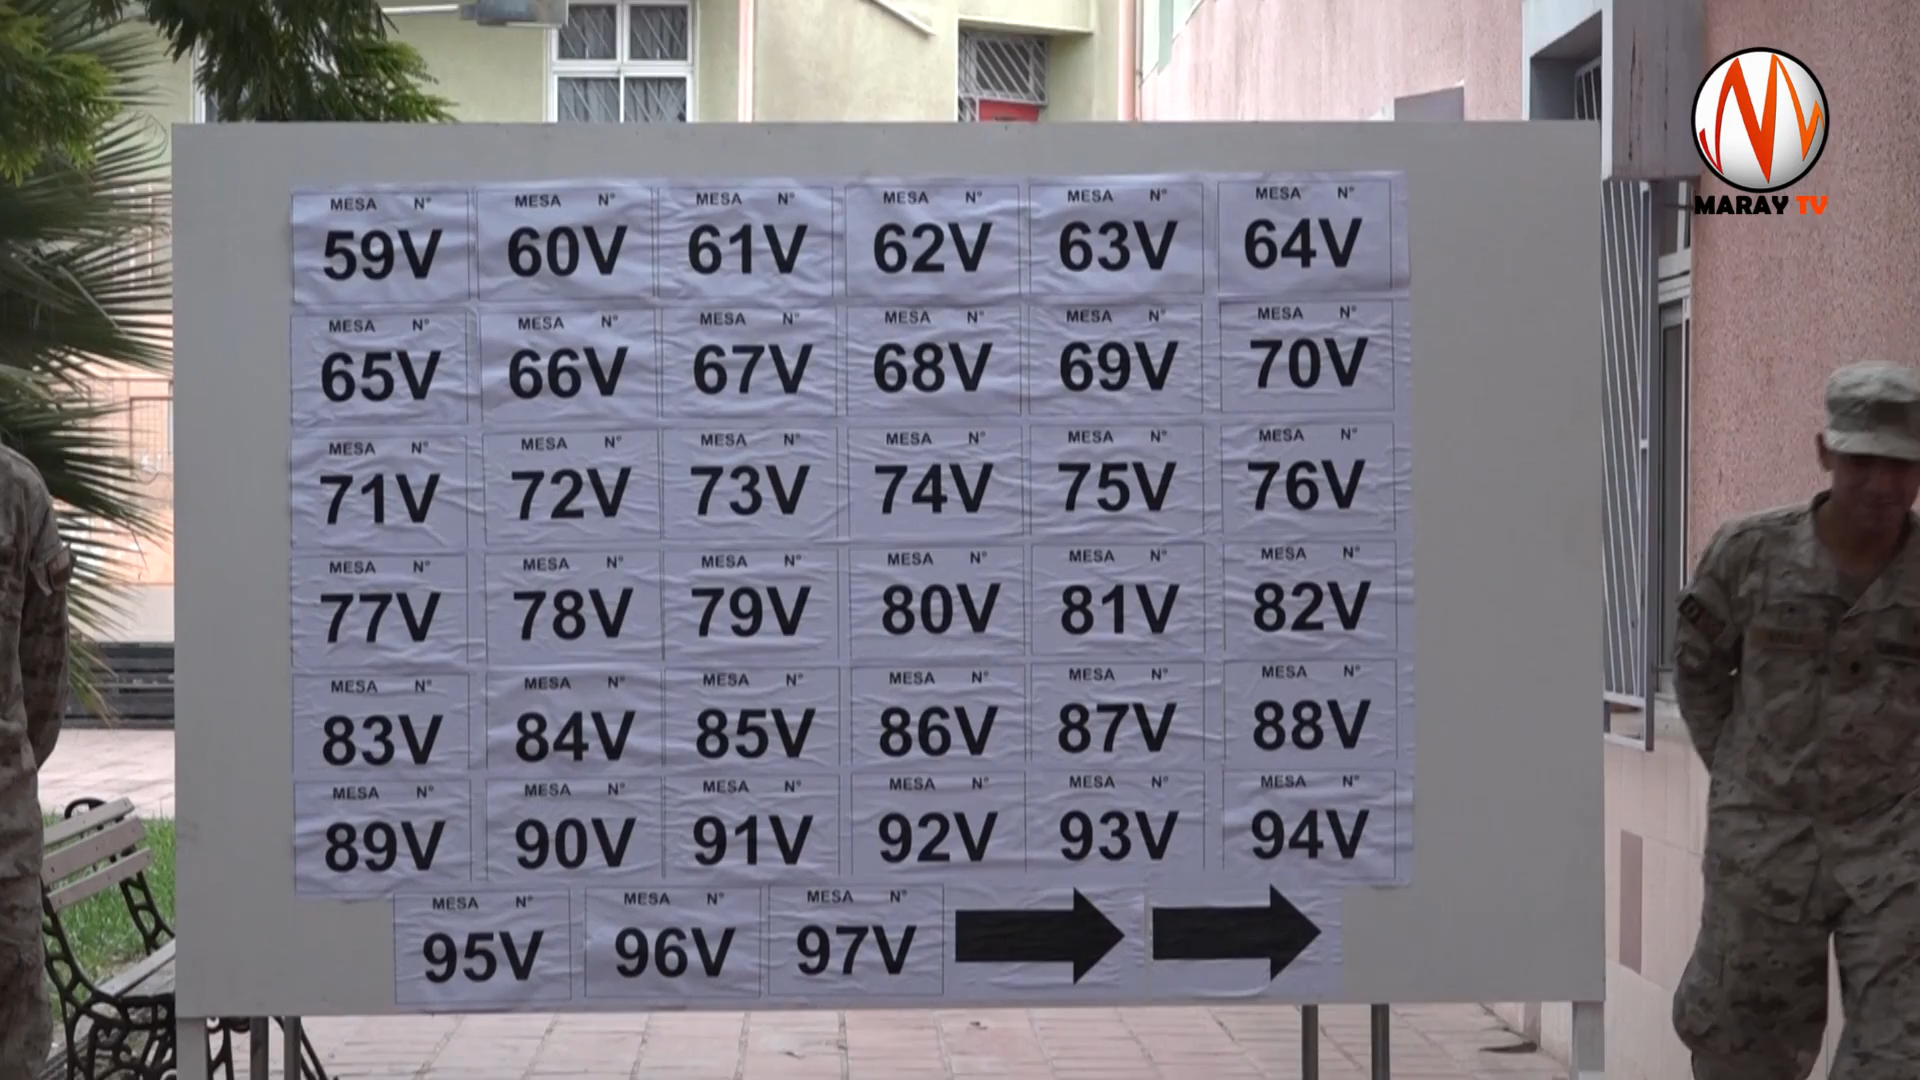 MARAY TV
MESA N° MESA N° MESA N° MESA N° MESA N° MESA N°
59V 60V 61V 62V 63V 64V
MESA N° MESA N° MESA N° MESA N° MESA N° MESA N°
65V 66V 67V 68V 69V 70V
MESA N° MESA N° MESA N° MESA N° MESA N° MESA N°
71V 72V 73V 74V 75V 76V
MESA N° MESA N° MESA N° MESA N° MESA N° MESA N°
77V 78V 79V 80V 81V 82V
MESA N° MESA N° MESA N° MESA N° MESA N° MESA N°
83V 84V 85V 86V 87V 88V
MESA N° MESA N° MESA N° MESA N° MESA N° MESA N°
89V 90V 91V 92V 93V 94V
MESA N° MESA N° MESA N°
95V 96V 97V